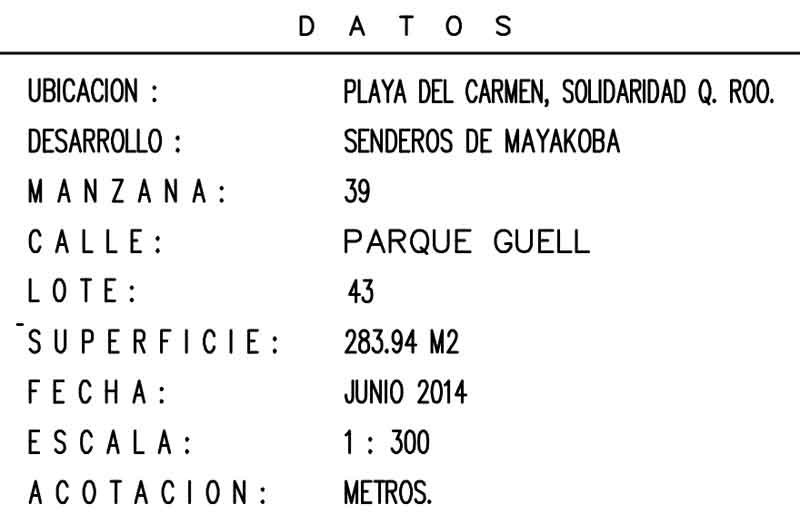 DATOS
UBICACION : PLAYA DEL CARMEN, SOLIDARIDAD Q. ROO.
DESARROLLO : SENDEROS DE MAYAKOBA
MANZANA: 39
CALLE: PARQUE GUELL
LOTE: 43
SUPERFICIE: 283.94 M2
FECHA: JUNIO 2014
ESCALA: 1 : 300
ACOTACION: METROS.